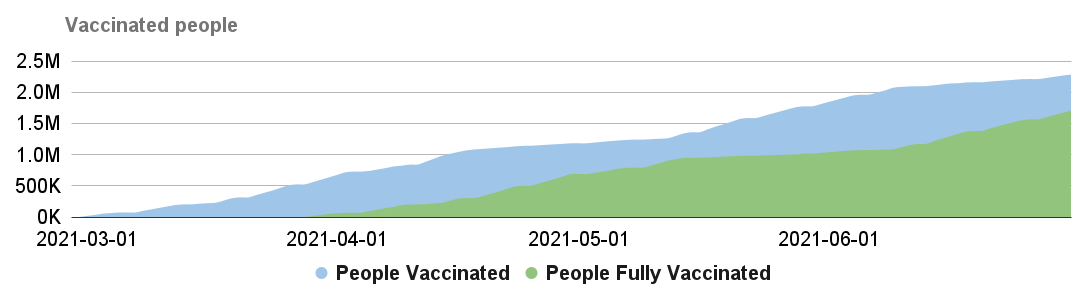 Vaccinated people
2.5M
2.0M
1.5M
1.0M
500K
0K
2021-03-01 2021-04-01 2021-05-01 2021-06-01
People Vaccinated People Fully Vaccinated